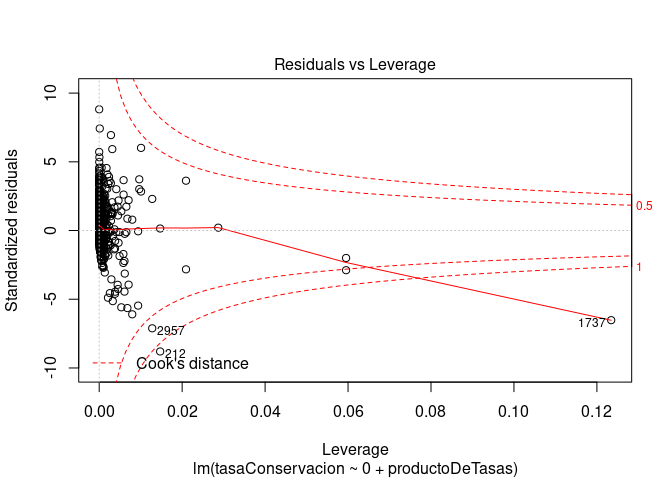 Residuals vs Leverage
Standardized residuals
10
5
0
-5
-10
0.5
1
1737
2957
212
Cook's distance
0.00 0.02 0.04 0.06 0.08 0.10 0.12
Leverage
lm(tasaConservacion ~ 0 + productoDeTasas)